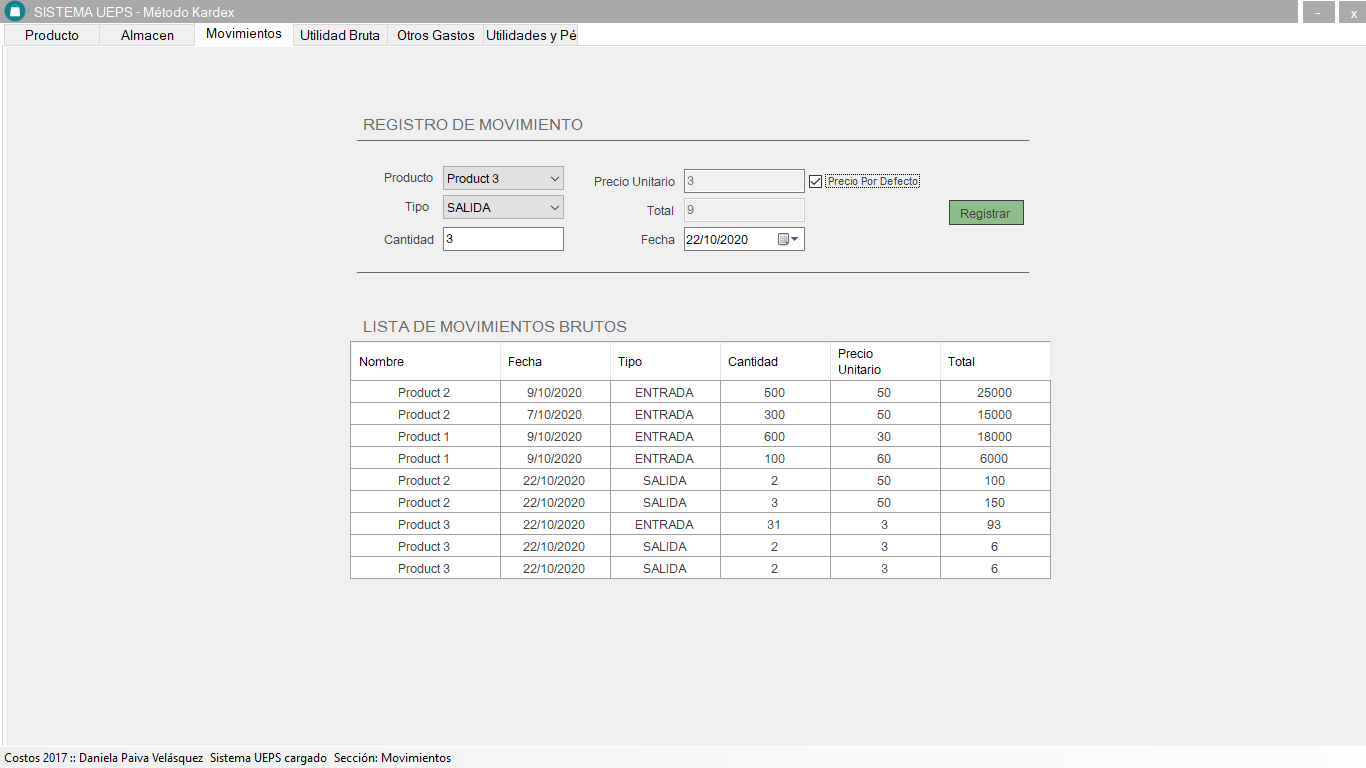 SISTEMA UEPS - Método Kardex
- x
Producto Almacen Movimientos Utilidad Bruta Otros Gastos Utilidades y Pé
REGISTRO DE MOVIMIENTO
Producto Product 3 Precio Unitario 3 Precio Por Defecto
Tipo SALIDA Total 9 Registrar
Cantidad 3 Fecha 22/10/2020
LISTA DE MOVIMIENTOS BRUTOS
Nombre Fecha Tipo Cantidad Precio Unitario Total
Product 2 9/10/2020 ENTRADA 500 50 25000
Product 2 7/10/2020 ENTRADA 300 50 15000
Product 1 9/10/2020 ENTRADA 600 30 18000
Product 1 9/10/2020 ENTRADA 100 60 6000
Product 2 22/10/2020 SALIDA 2 50 100
Product 2 22/10/2020 SALIDA 3 50 150
Product 3 22/10/2020 ENTRADA 31 3 93
Product 3 22/10/2020 SALIDA 2 3 6
Product 3 22/10/2020 SALIDA 2 3 6
Costos 2017 :: Daniela Paiva Velásquez Sistema UEPS cargado Sección: Movimientos